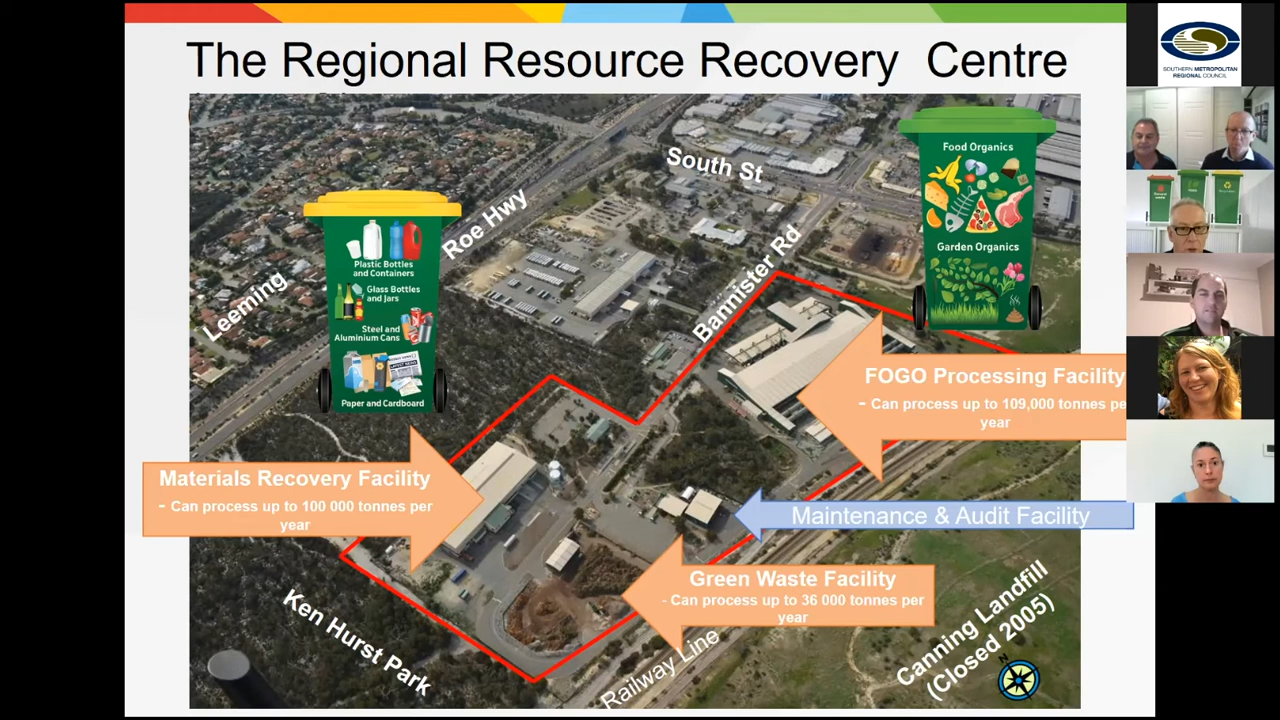 The Regional Resource Recovery Centre
SOUTHERN METROPOLITAN
REGIONAL COUNCIL
South St
Roe Hwy
Leeming
Bannister Rd
Food Organics
Garden Organics
Plastic Bottles
and Containers
Glass Bottles
and Jars
Steel and
Aluminium Cans
Paper and Cardboard
FOGO Processing Facility
- Can process up to 109,000 tonnes pe
year
Materials Recovery Facility
- Can process up to 100 000 tonnes per
year
Maintenance & Audit Facility
Green Waste Facility
- Can process up to 36 000 tonnes per
year
Ken Hurst Park
Railway Line
Canning Landfill
(Closed 2005)
N